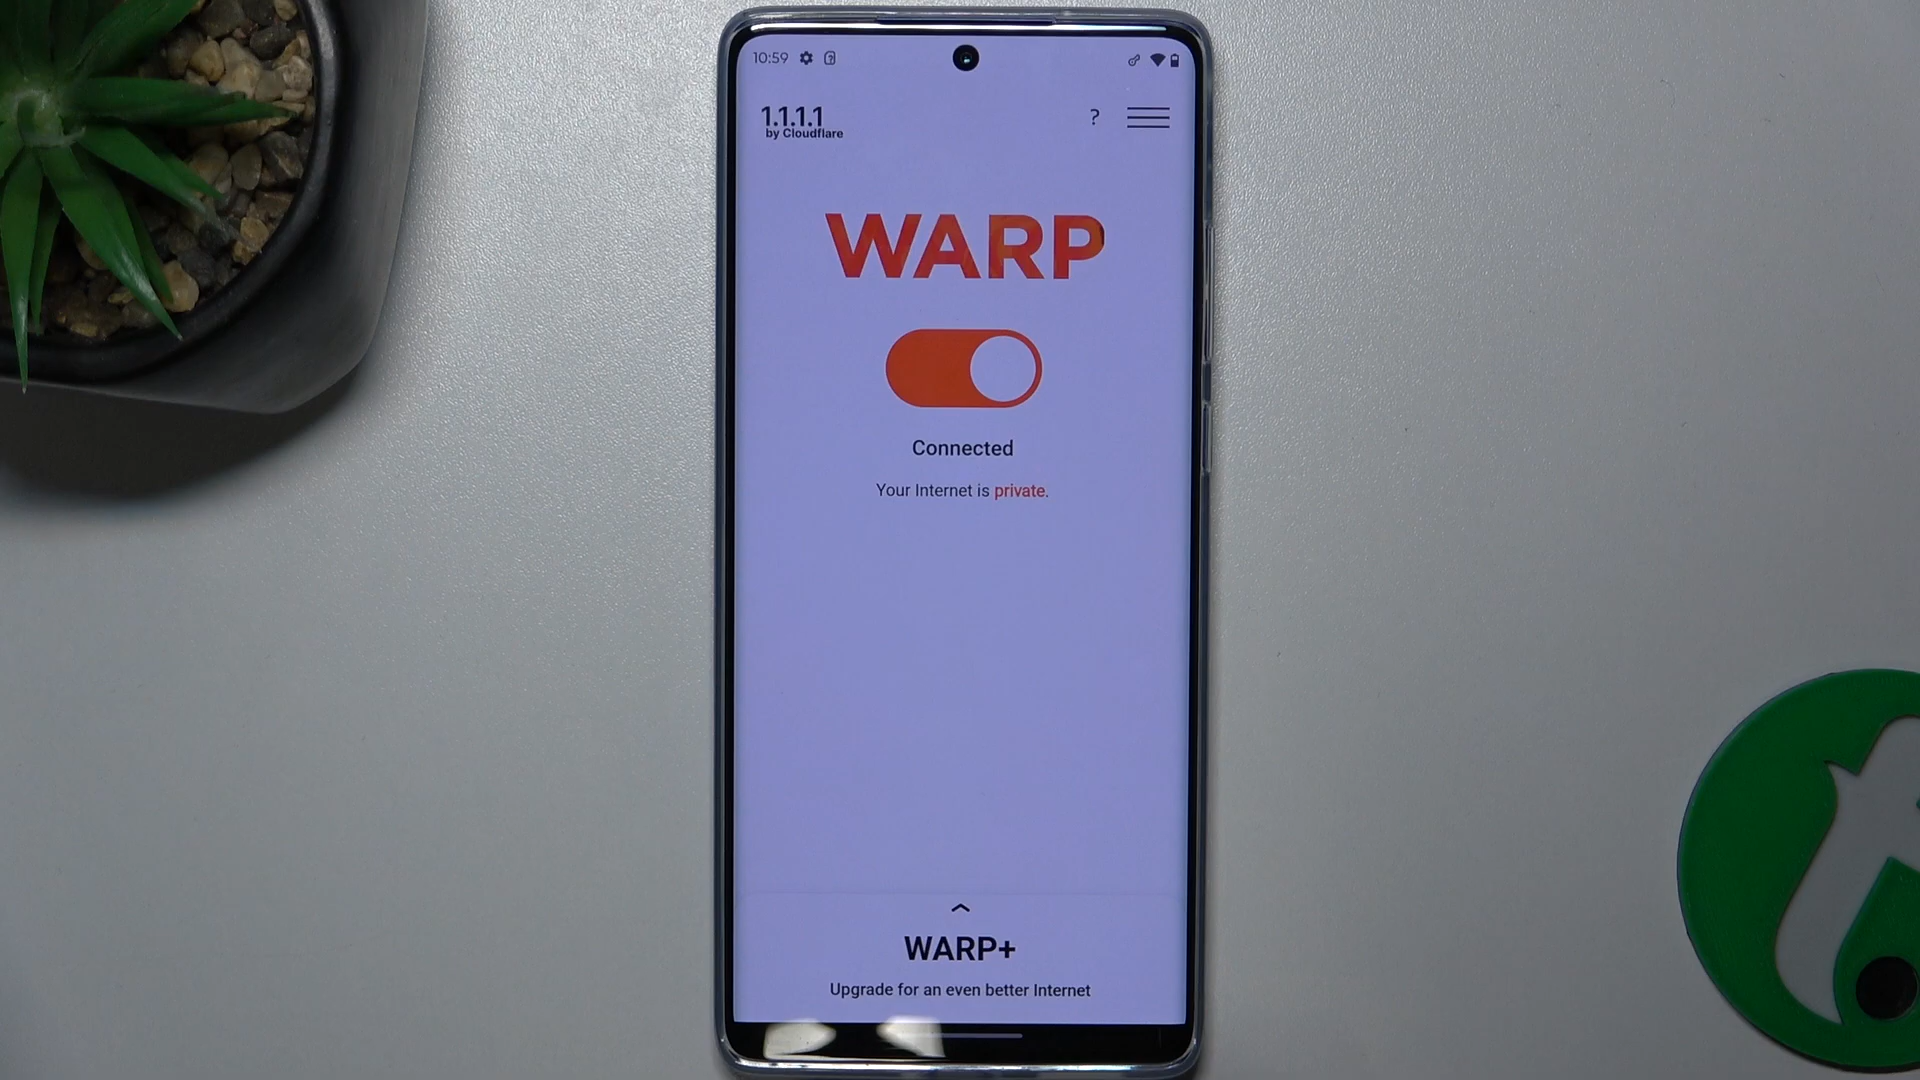 10:59
1.1.1.1
?
by Cloudflare
WARP
Connected
Your Internet is private.
WARP+
Upgrade for an even better Internet